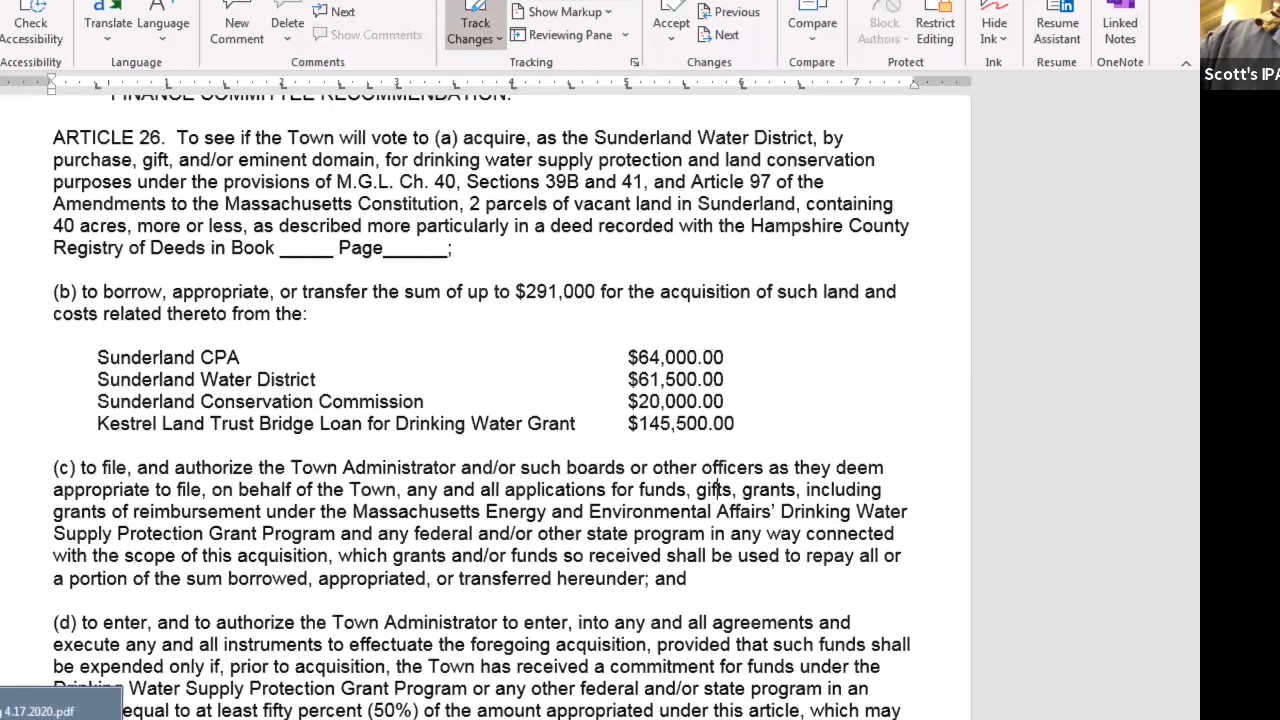 Check
Accessibility
Accessibility
Translate
Language
Language
New
Comment
Delete
Next
Show Comments
Comments
Track
Changes
Show Markup
Reviewing Pane
Tracking
Accept
Previous
Next
Changes
Compare
Compare
Block
Authors
Restrict
Editing
Protect
Hide
Ink
Ink
Resume
Assistant
Resume
Linked
Notes
OneNote
Scott's IPA
1 2 3 4 5 6 7
FINANCE COMMITTEE RECOMMENDATION:
ARTICLE 26. To see if the Town will vote to (a) acquire, as the Sunderland Water District, by
purchase, gift, and/or eminent domain, for drinking water supply protection and land conservation
purposes under the provisions of M.G.L. Ch. 40, Sections 39B and 41, and Article 97 of the
Amendments to the Massachusetts Constitution, 2 parcels of vacant land in Sunderland, containing
40 acres, more or less, as described more particularly in a deed recorded with the Hampshire County
Registry of Deeds in Book _____ Page______;
(b) to borrow, appropriate, or transfer the sum of up to $291,000 for the acquisition of such land and
costs related thereto from the:
Sunderland CPA $64,000.00
Sunderland Water District $61,500.00
Sunderland Conservation Commission $20,000.00
Kestrel Land Trust Bridge Loan for Drinking Water Grant $145,500.00
(c) to file, and authorize the Town Administrator and/or such boards or other officers as they deem
appropriate to file, on behalf of the Town, any and all applications for funds, gifts, grants, including
grants of reimbursement under the Massachusetts Energy and Environmental Affairs' Drinking Water
Supply Protection Grant Program and any federal and/or other state program in any way connected
with the scope of this acquisition, which grants and/or funds so received shall be used to repay all or
a portion of the sum borrowed, appropriated, or transferred hereunder; and
(d) to enter, and to authorize the Town Administrator to enter, into any and all agreements and
execute any and all instruments to effectuate the foregoing acquisition, provided that such funds shall
be expended only if, prior to acquisition, the Town has received a commitment for funds under the
Drinking Water Supply Protection Grant Program or any other federal and/or state program in an
equal to at least fifty percent (50%) of the amount appropriated under this article, which may
4.17.2020.pdf